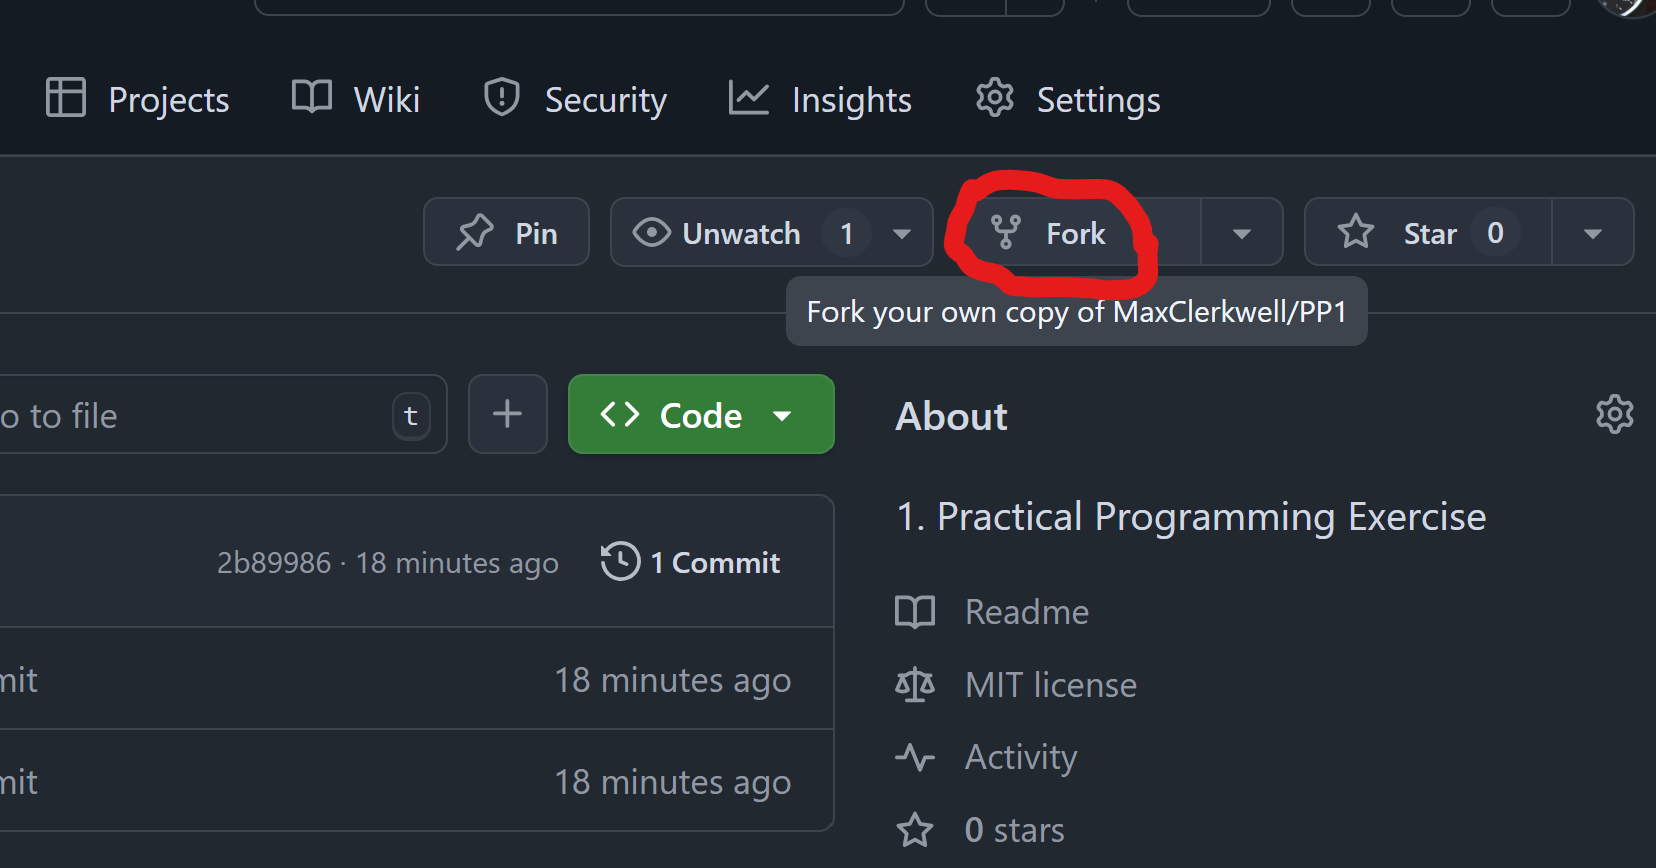 Projects Wiki Security Insights Settings
Pin Unwatch 1 Fork Star 0
Fork your own copy of MaxClerkwell/PP1
o to file t Code About
1. Practical Programming Exercise
2b89986 · 18 minutes ago 1 Commit
Readme
mit 18 minutes ago MIT license
Activity
mit 18 minutes ago
0 stars